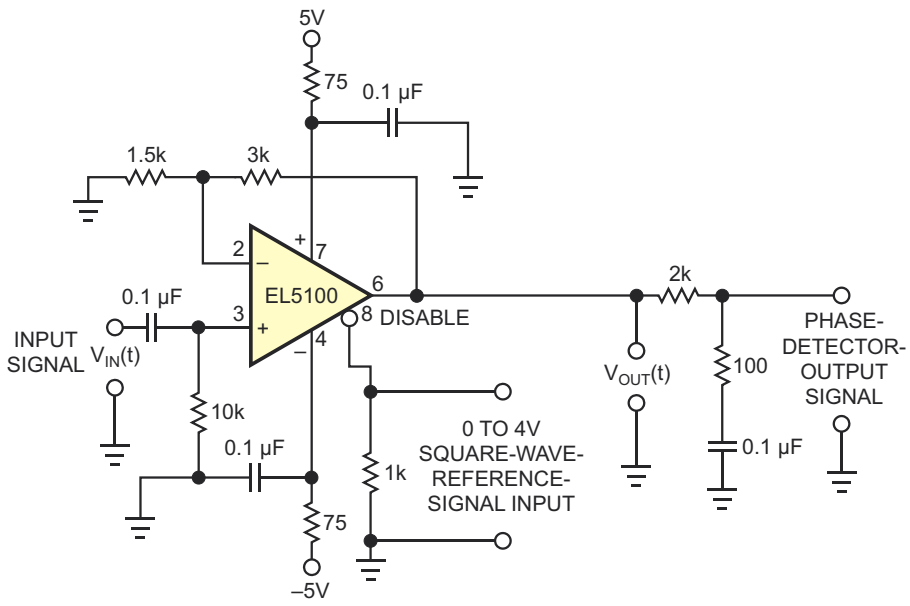 5V
75
0.1 µF
1.5k
3k
2
–
+
7
EL5100
6
8
DISABLE
0.1 µF
3
+
4
–
INPUT
SIGNAL
VIN(t)
10k
0.1 µF
75
–5V
1k
0 TO 4V
SQUARE-WAVE-
REFERENCE-
SIGNAL INPUT
VOUT(t)
2k
100
0.1 µF
PHASE-
DETECTOR-
OUTPUT
SIGNAL